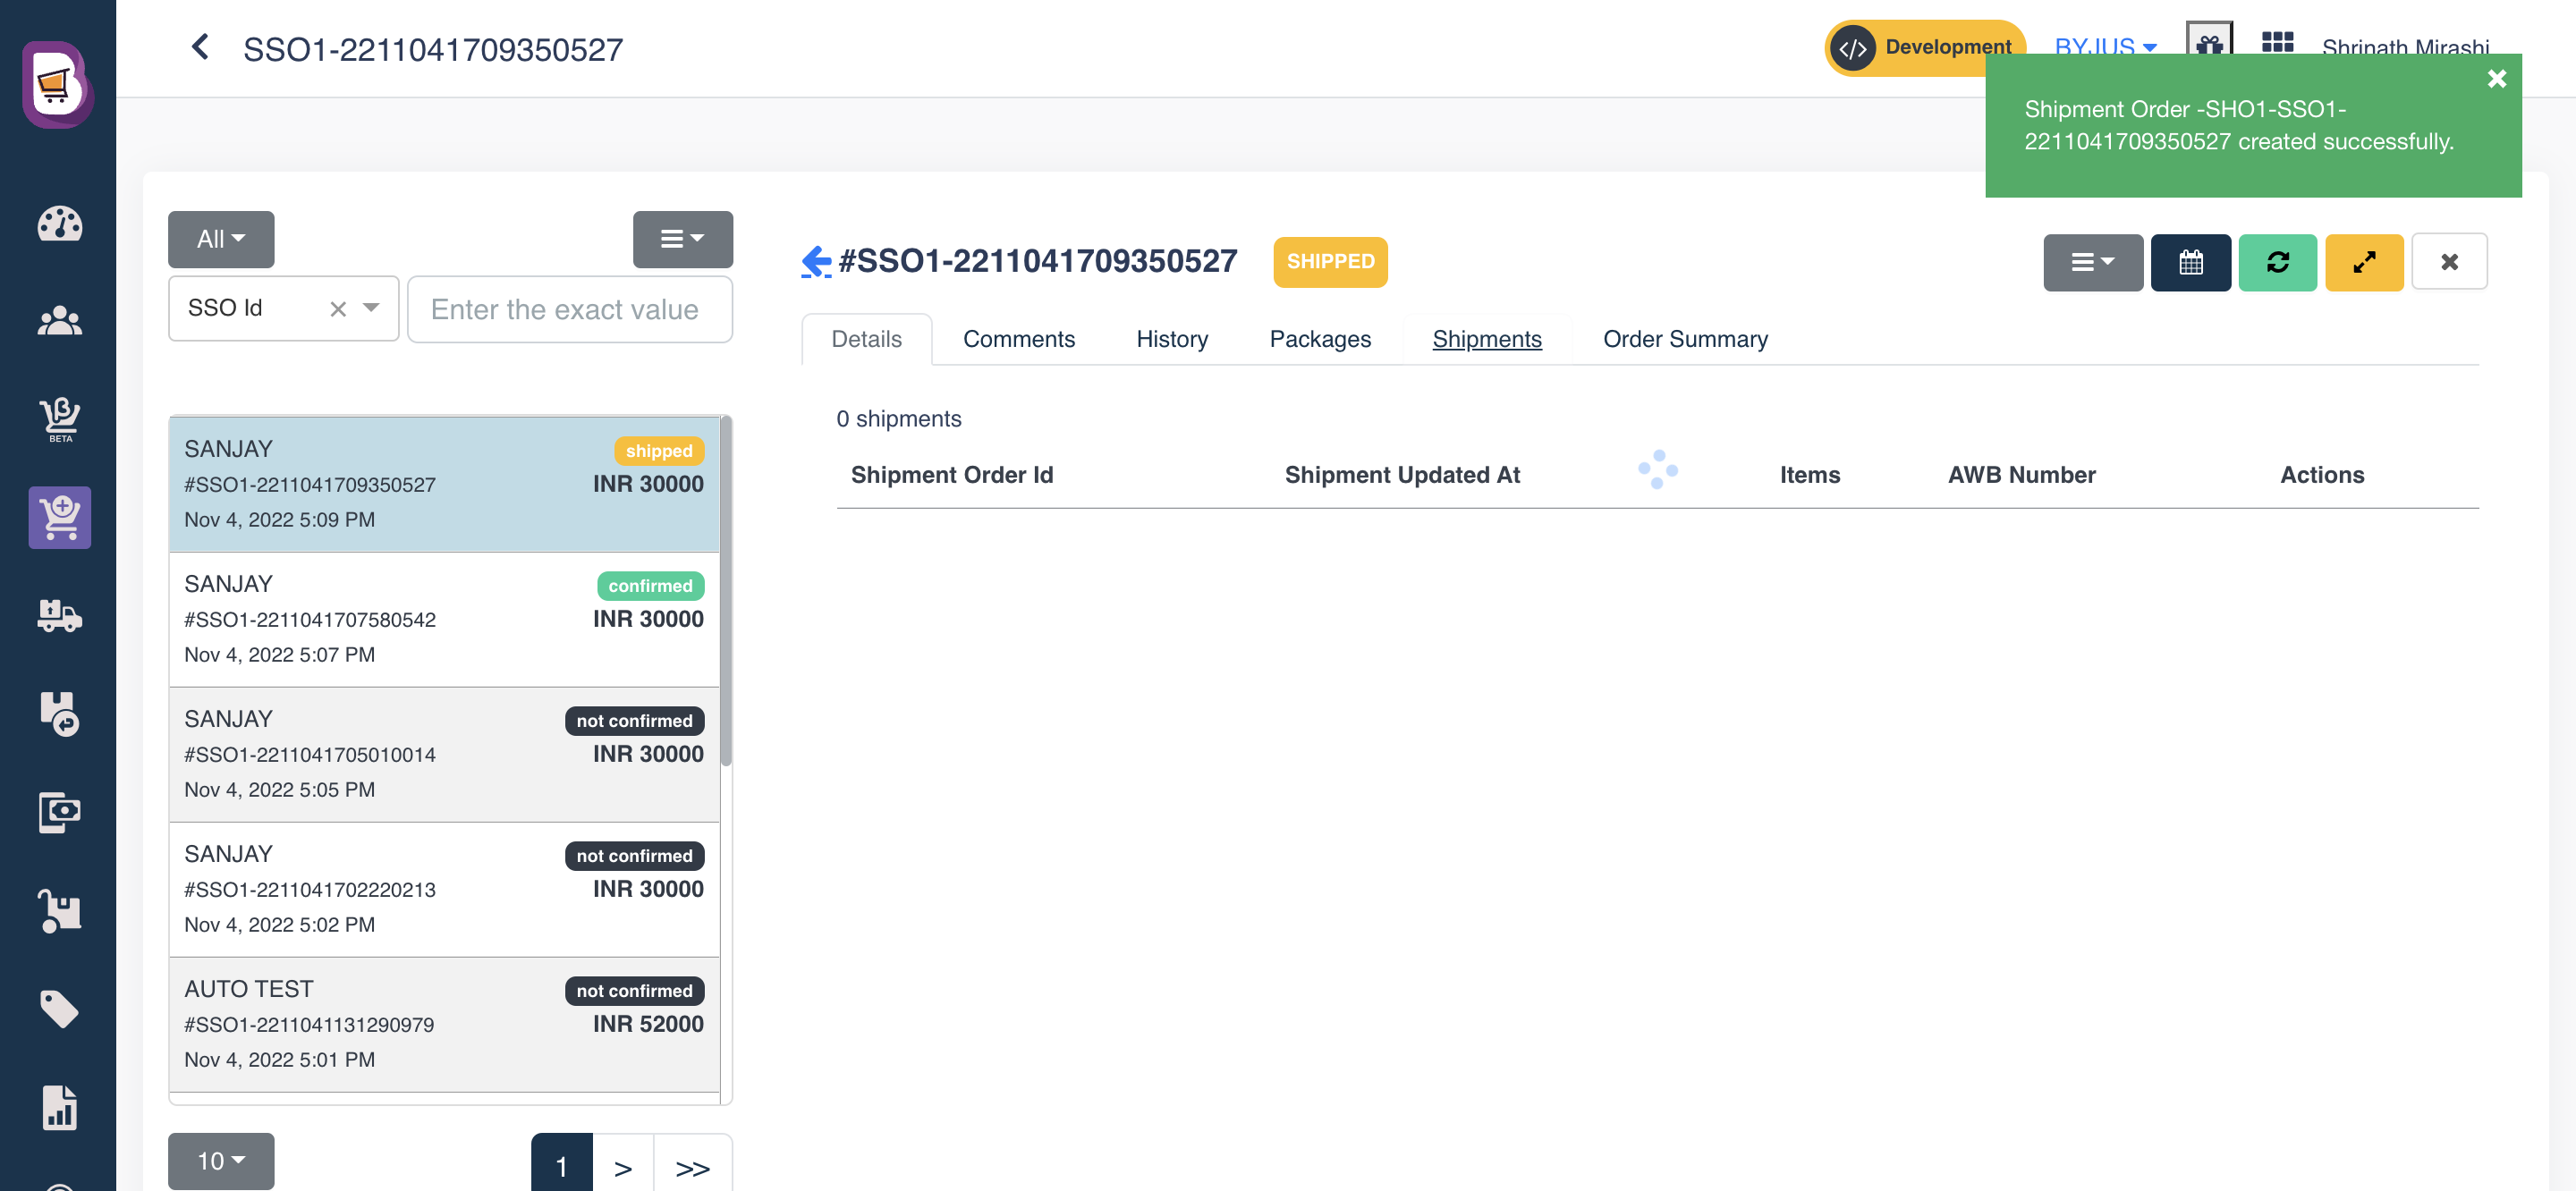 SSO1-2211041709350527
</> Development
BYJUS
Shrinath Mirashi
Shipment Order -SHO1-SSO1-
2211041709350527 created successfully.
All
SSO Id
Enter the exact value
#SSO1-2211041709350527 SHIPPED
Details Comments History Packages Shipments Order Summary
BETA
0 shipments
Shipment Order Id Shipment Updated At Items AWB Number Actions
SANJAY shipped
#SSO1-2211041709350527 INR 30000
Nov 4, 2022 5:09 PM
SANJAY confirmed
#SSO1-2211041707580542 INR 30000
Nov 4, 2022 5:07 PM
SANJAY not confirmed
#SSO1-2211041705010014 INR 30000
Nov 4, 2022 5:05 PM
SANJAY not confirmed
#SSO1-2211041702220213 INR 30000
Nov 4, 2022 5:02 PM
AUTO TEST not confirmed
#SSO1-2211041131290979 INR 52000
Nov 4, 2022 5:01 PM
10
1 > >>